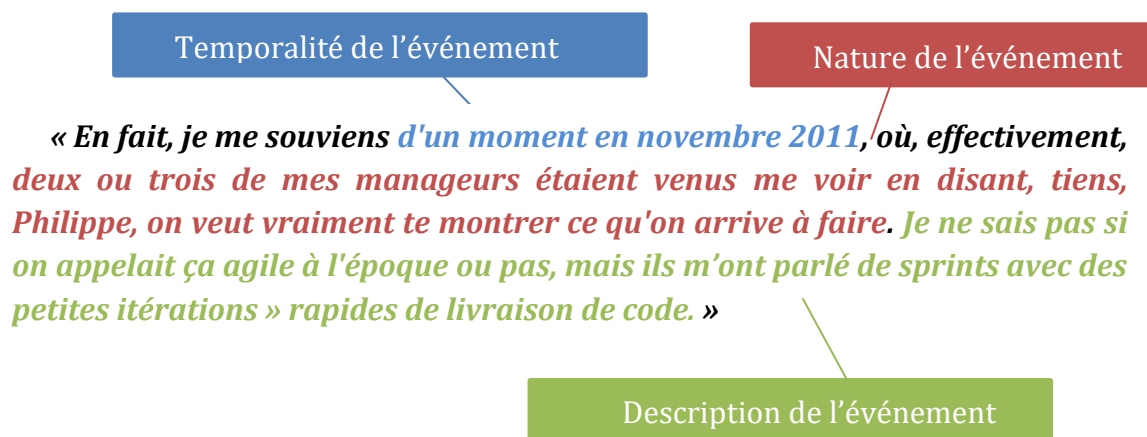 Temporalité de l’événement
Nature de l’événement
« En fait, je me souviens d'un moment en novembre 2011, où, effectivement,
deux ou trois de mes manageurs étaient venus me voir en disant, tiens,
Philippe, on veut vraiment te montrer ce qu'on arrive à faire. Je ne sais pas si
on appelait ça agile à l'époque ou pas, mais ils m’ont parlé de sprints avec des
petites itérations » rapides de livraison de code. »
Description de l’événement